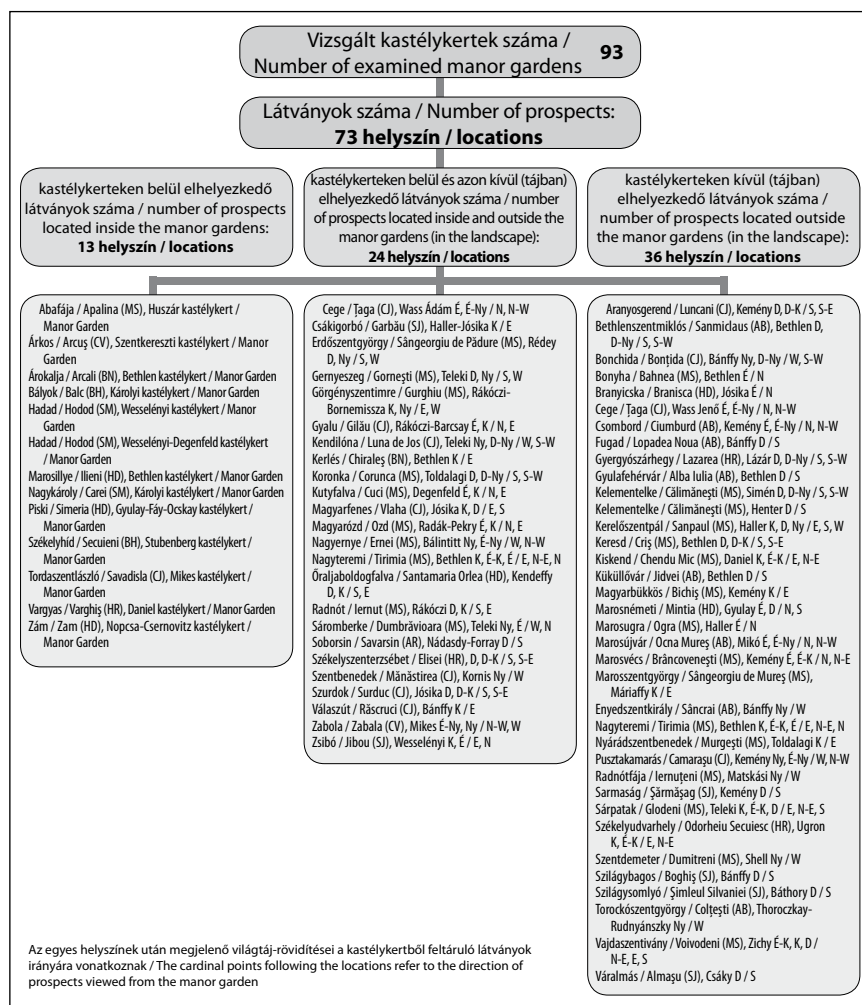 Vizsgált kastélykertek száma /
Number of examined manor gardens 93
Látványok száma / Number of prospects:
73 helyszín / locations
kastélykerteken belül elhelyezkedő
látványok száma / number of prospects
located inside the manor gardens:
13 helyszín / locations
kastélykerteken belül és azon kívül (tájban)
elhelyezkedő látványok száma / number
of prospects located inside and outside the
manor gardens (in the landscape):
24 helyszín / locations
kastélykerteken kívül (tájban)
elhelyezkedő látványok száma /
number of prospects located outside
the manor gardens (in the landscape):
36 helyszín / locations
Abafája / Apalina (MS), Huszár kastélykert /
Manor Garden
Árkos / Arcuş (CV), Szentkereszti kastélykert / Manor
Garden
Árokalja / Arcali (BN), Bethlen kastélykert / Manor Garden
Bályok / Balc (BH), Károlyi kastélykert / Manor Garden
Hadad / Hodod (SM), Wesselényi kastélykert / Manor
Garden
Hadad / Hodod (SM), Wesselényi-Degenfeld kastélykert
/ Manor Garden
Marosillye / Ilieni (HD), Bethlen kastélykert / Manor Garden
Nagykároly / Carei (SM), Károlyi kastélykert / Manor Garden
Piski / Simeria (HD), Gyulay-Fáy-Ocskay kastélykert /
Manor Garden
Székelyhíd / Secuieni (BH), Stubenberg kastélykert /
Manor Garden
Tordaszentlászló / Savadisla (CJ), Mikes kastélykert /
Manor Garden
Vargyas / Varghiş (HR), Daniel kastélykert / Manor Garden
Zám / Zam (HD), Nopcsa-Csernovitz kastélykert /
Manor Garden
Cege / Ţaga (CJ), Wass Ádám É, É-Ny / N, N-W
Csákigorbó / Garbău (SJ), Haller-Jósika K / E
Erdőszentgyörgy / Sângeorgiu de Pădure (MS), Rédey
D, Ny / S, W
Gernyeszeg / Gorneşti (MS), Teleki D, Ny / S, W
Görgényszentimre / Gurghiu (MS), Rákóczi-
Bornemissza K, Ny / E, W
Gyalu / Gilău (CJ), Rákóczi-Barcsay É, K / N, E
Kendilóna / Luna de Jos (CJ), Teleki Ny, D-Ny / W, S-W
Kerlés / Chiraleş (BN), Bethlen K / E
Koronka / Corunca (MS), Toldalagi D, D-Ny / S, S-W
Kutyfalva / Cuci (MS), Degenfeld É, K / N, E
Magyarfenes / Vlaha (CJ), Jósika K, D / E, S
Magyarózd / Ozd (MS), Radák-Pekry É, K / N, E
Nagyernye / Ernei (MS), Bálintitt Ny, É-Ny / W, N-W
Nagyteremi / Tirimia (MS), Bethlen K, É-K, É / E, N-E, N
Őraljaboldogfalva / Santamaria Orlea (HD), Kendeffy
D, K / S, E
Radnót / Iernut (MS), Rákóczi D, K / S, E
Sáromberke / Dumbrăvioara (MS), Teleki Ny, É / W, N
Soborsin / Savarsin (AR), Nádasdy-Forray D / S
Székelyszenterzsébet / Elisei (HR), D, D-K / S, S-E
Szentbenedek / Mănăstirea (CJ), Kornis Ny / W
Szurdok / Surduc (CJ), Jósika D, D-K / S, S-E
Válaszút / Răscruci (CJ), Bánffy K / E
Zabola / Zabala (CV), Mikes É-Ny, Ny / N-W, W
Zsibó / Jibou (SJ), Wesselényi K, É / E, N
Aranyosgerend / Luncani (CJ), Kemény D, D-K / S, S-E
Bethlenszentmiklós / Sanmiclaus (AB), Bethlen D,
D-Ny / S, S-W
Bonchida / Bonţida (CJ), Bánffy Ny, D-Ny / W, S-W
Bonyha / Bahnea (MS), Bethlen É / N
Branyicska / Branisca (HD), Jósika É / N
Cege / Ţaga (CJ), Wass Jenő É, É-Ny / N, N-W
Csombord / Ciumburd (AB), Kemény É, É-Ny / N, N-W
Fugad / Lopadea Noua (AB), Bánffy D / S
Gyergyószárhegy / Lazarea (HR), Lázár D, D-Ny / S, S-W
Gyulafehérvár / Alba Iulia (AB), Bethlen D / S
Kelementelke / Călimăneşti (MS), Simén D, D-Ny / S, S-W
Kelementelke / Călimăneşti (MS), Henter D / S
Kerelőszentpál / Sanpaul (MS), Haller K, D, Ny / E, S, W
Keresd / Criş (MS), Bethlen D, D-K / S, S-E
Kiskend / Chendu Mic (MS), Daniel K, É-K / E, N-E
Küküllővár / Jidvei (AB), Bethlen D / S
Magyarbükkös / Bichiş (MS), Kemény K / E
Marosnémeti / Mintia (HD), Gyulay É, D / N, S
Marosugra / Ogra (MS), Haller É / N
Marosújvár / Ocna Mureş (AB), Mikó É, É-Ny / N, N-W
Marosvécs / Brâncoveneşti (MS), Kemény É, É-K / N, N-E
Marosszentgyörgy / Sângeorgiu de Mureş (MS),
Máriaffy K / E
Enyedszentkirály / Sâncrai (AB), Bánffy Ny / W
Nagyteremi / Tirimia (MS), Bethlen K, É-K, É / E, N-E, N
Nyárádszentbenedek / Murgeşti (MS), Toldalagi K / E
Pusztakamarás / Camaraşu (CJ), Kemény Ny, É-Ny / W, N-W
Radnótfája / Iernuţeni (MS), Matskási Ny / W
Sarmaság / Şărmăşag (SJ), Kemény D / S
Sárpatak / Glodeni (MS), Teleki K, É-K, D / E, N-E, S
Székelyudvarhely / Odorheiu Secuiesc (HR), Ugron
K, É-K / E, N-E
Szentdemeter / Dumitreni (MS), Shell Ny / W
Szilágybagos / Boghiş (SJ), Bánffy D / S
Szilágysomlyó / Şimleul Silvaniei (SJ), Báthory D / S
Torockószentgyörgy / Colţeşti (AB), Thoroczkay-
Rudnyánszky Ny / W
Vajdaszentivány / Voivodeni (MS), Zichy É-K, K, D /
N-E, E, S
Váralmás / Almaşu (SJ), Csáky D / S
Az egyes helyszínek után megjelenő világtáj-rövidítései a kastélykertből feltáruló látványok
irányára vonatkoznak / The cardinal points following the locations refer to the direction of
prospects viewed from the manor garden